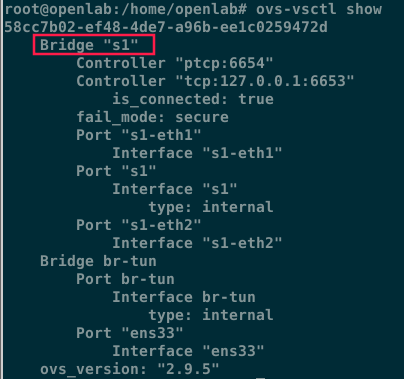 root@openlab:/home/openlab# ovs-vsctl show
58cc7b02-ef48-4de7-a96b-ee1c0259472d
Bridge "s1"
Controller "ptcp:6654"
Controller "tcp:127.0.0.1:6653"
is_connected: true
fail_mode: secure
Port "s1-eth1"
Interface "s1-eth1"
Port "s1"
Interface "s1"
type: internal
Port "s1-eth2"
Interface "s1-eth2"
Bridge br-tun
Port br-tun
Interface br-tun
type: internal
Port "ens33"
Interface "ens33"
ovs_version: "2.9.5"